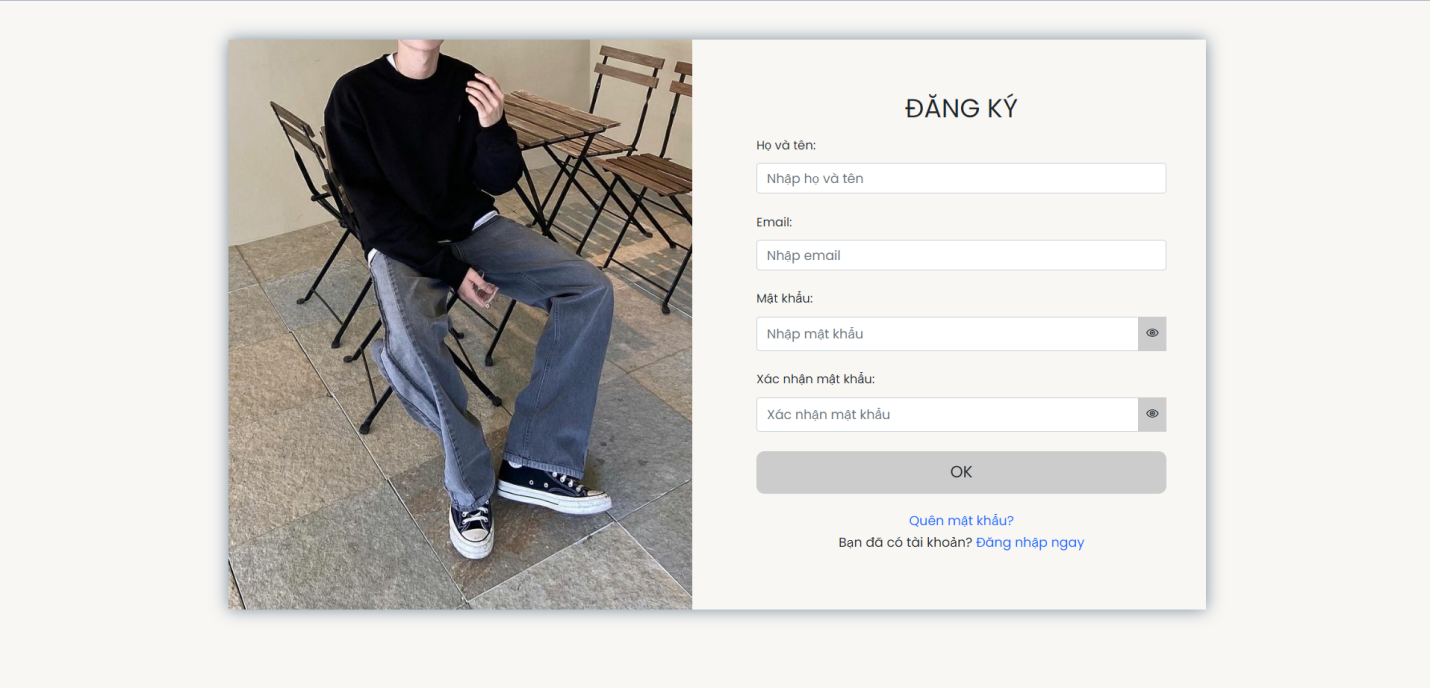 ĐĂNG KÝ
Họ và tên:
Nhập họ và tên
Email:
Nhập email
Mật khẩu:
Nhập mật khẩu
Xác nhận mật khẩu:
Xác nhận mật khẩu
OK
Quên mật khẩu?
Bạn đã có tài khoản? Đăng nhập ngay